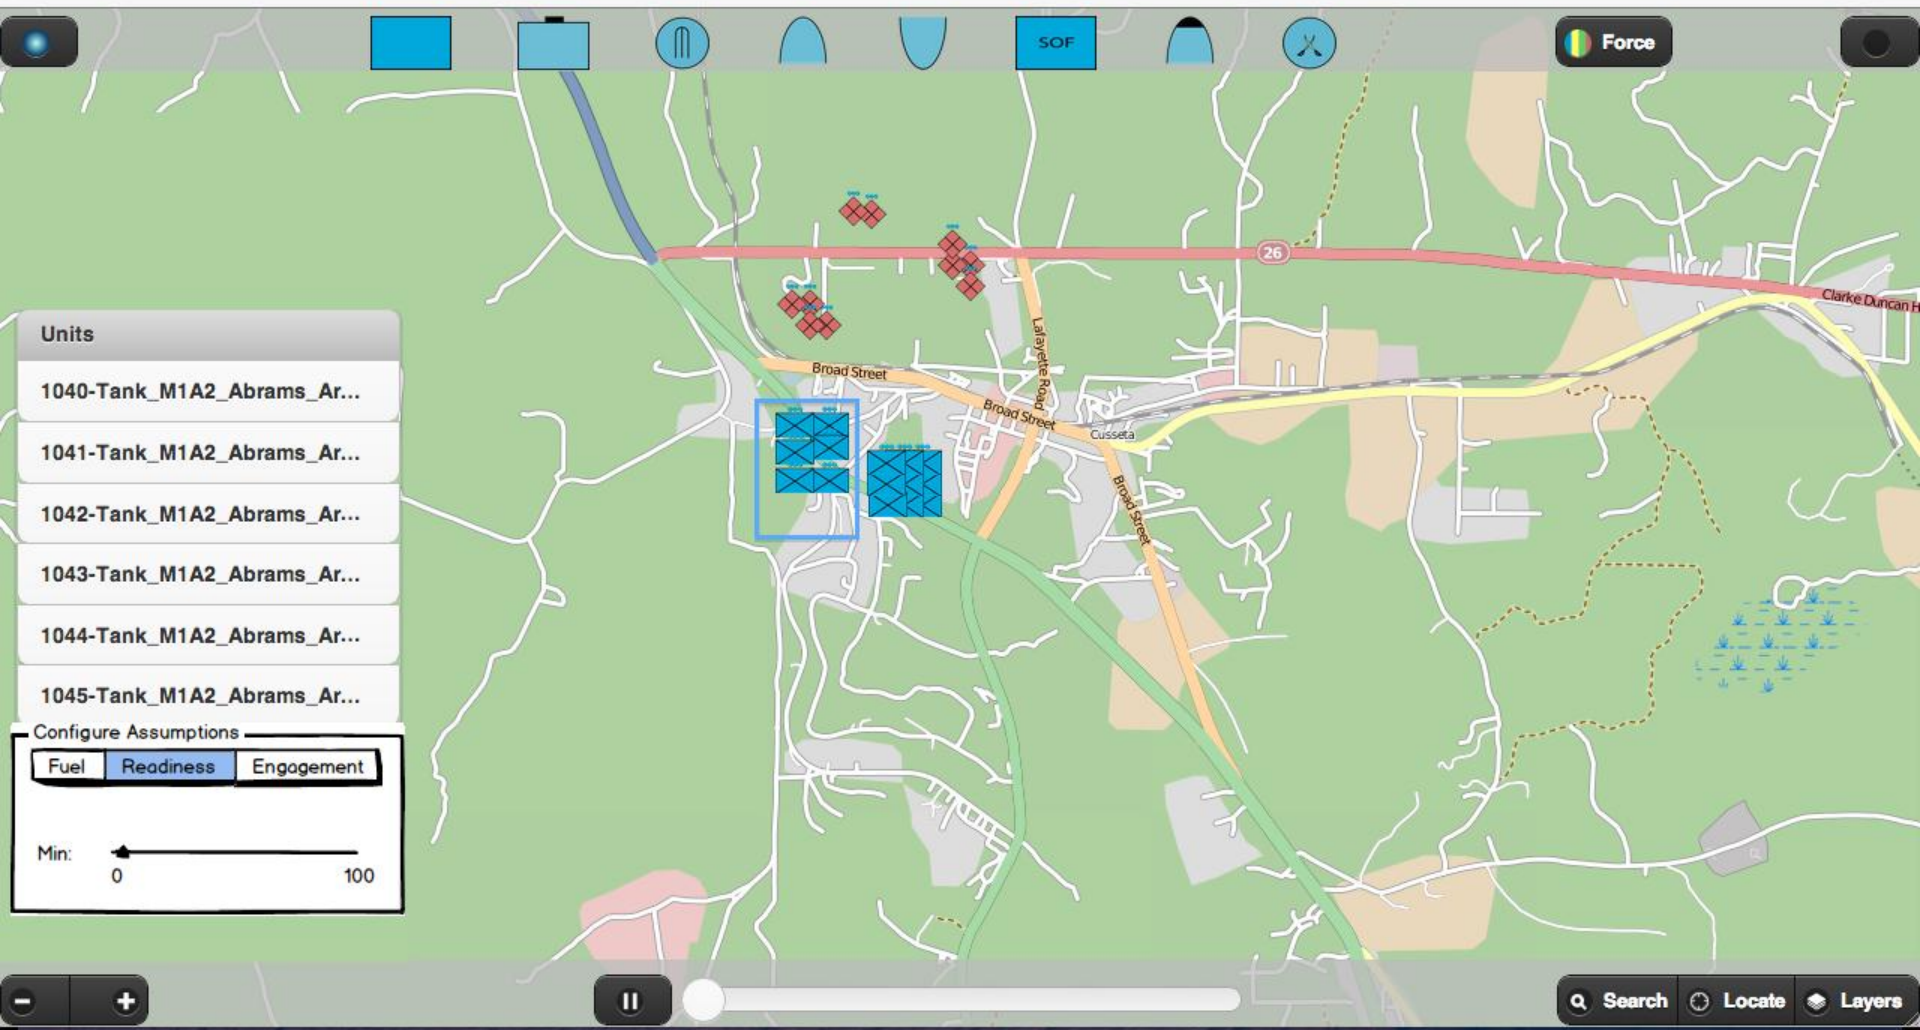 SOF
Force
26
Clarke Duncan H
Lafayette Road
Broad Street
Broad Street
Cusseta
Broad Street
Units
1040-Tank_M1A2_Abrams_Ar...
1041-Tank_M1A2_Abrams_Ar...
1042-Tank_M1A2_Abrams_Ar...
1043-Tank_M1A2_Abrams_Ar...
1044-Tank_M1A2_Abrams_Ar...
1045-Tank_M1A2_Abrams_Ar...
Configure Assumptions
Fuel Readiness Engagement
Min:
0 100
Search Locate Layers